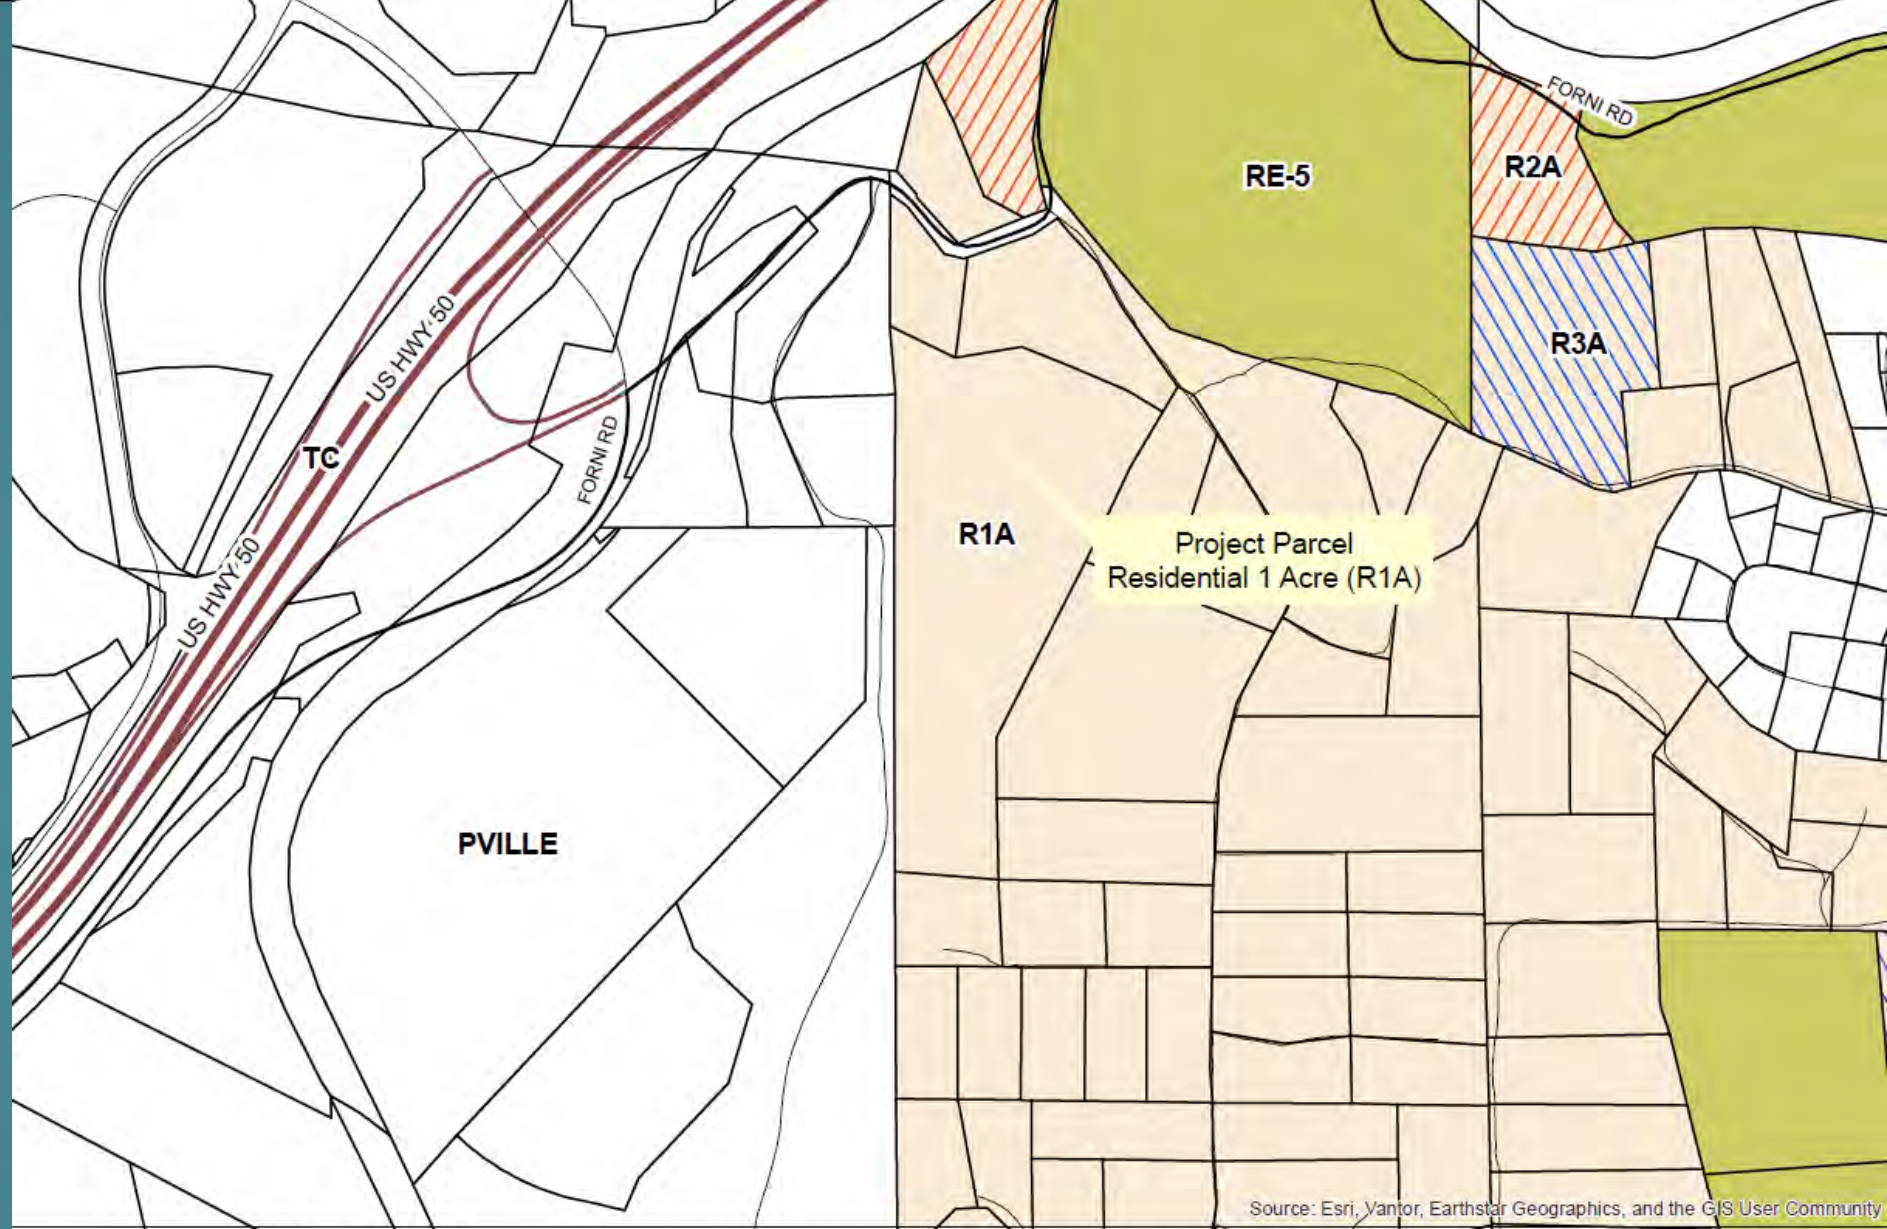 FORNI RD
R2A
RE-5
US HWY 50
R3A
TC
FORNI RD
R1A
Project Parcel
Residential 1 Acre (R1A)
US HWY 50
PVILLE
Source: Esri, Vantor, Earthstar Geographics, and the GIS User Community